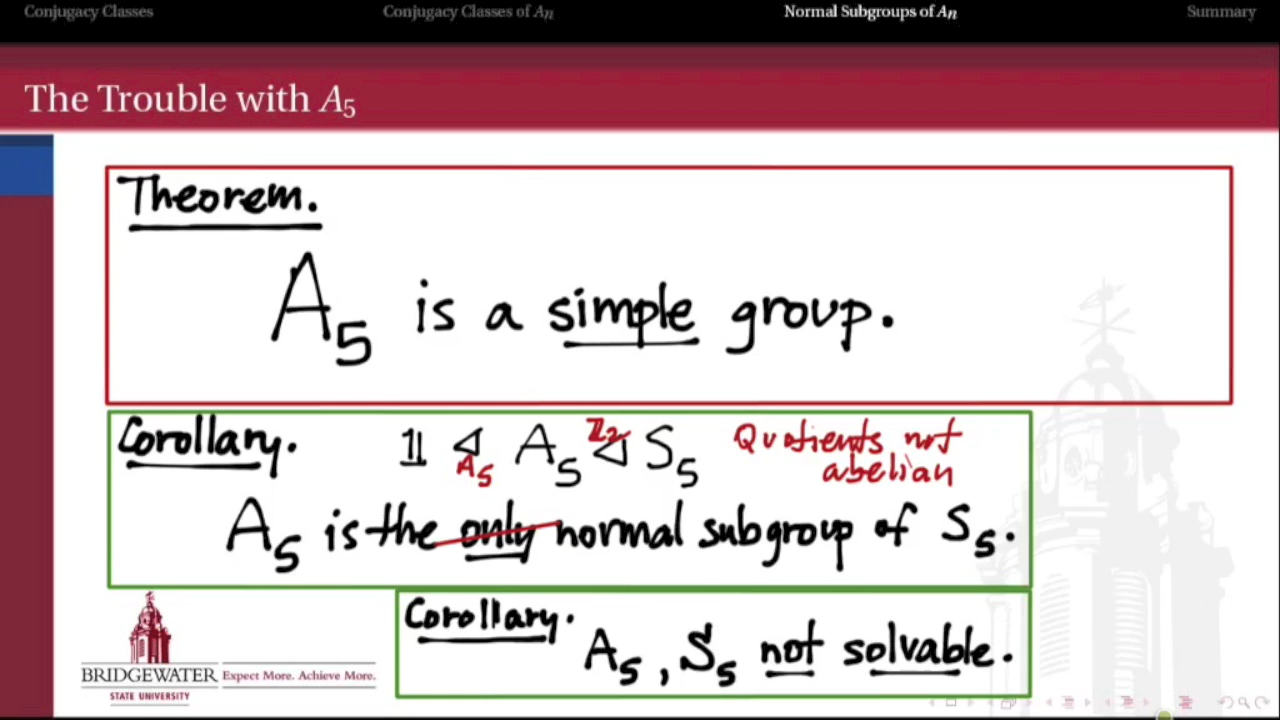 Conjugacy Classes Conjugacy Classes of Aₙ Normal Subgroups of Aₙ Summary
The Trouble with A₅
Theorem.
A₅ is a simple group.
Corollary. 𝟙 ◁ A₅ ◁ S₅ Quotients not
A₅ ℤ₂ abelian
A₅ is the only normal subgroup of S₅.
Corollary.
A₅, S₅ not solvable.
BRIDGEWATER Expect More. Achieve More.
STATE UNIVERSITY